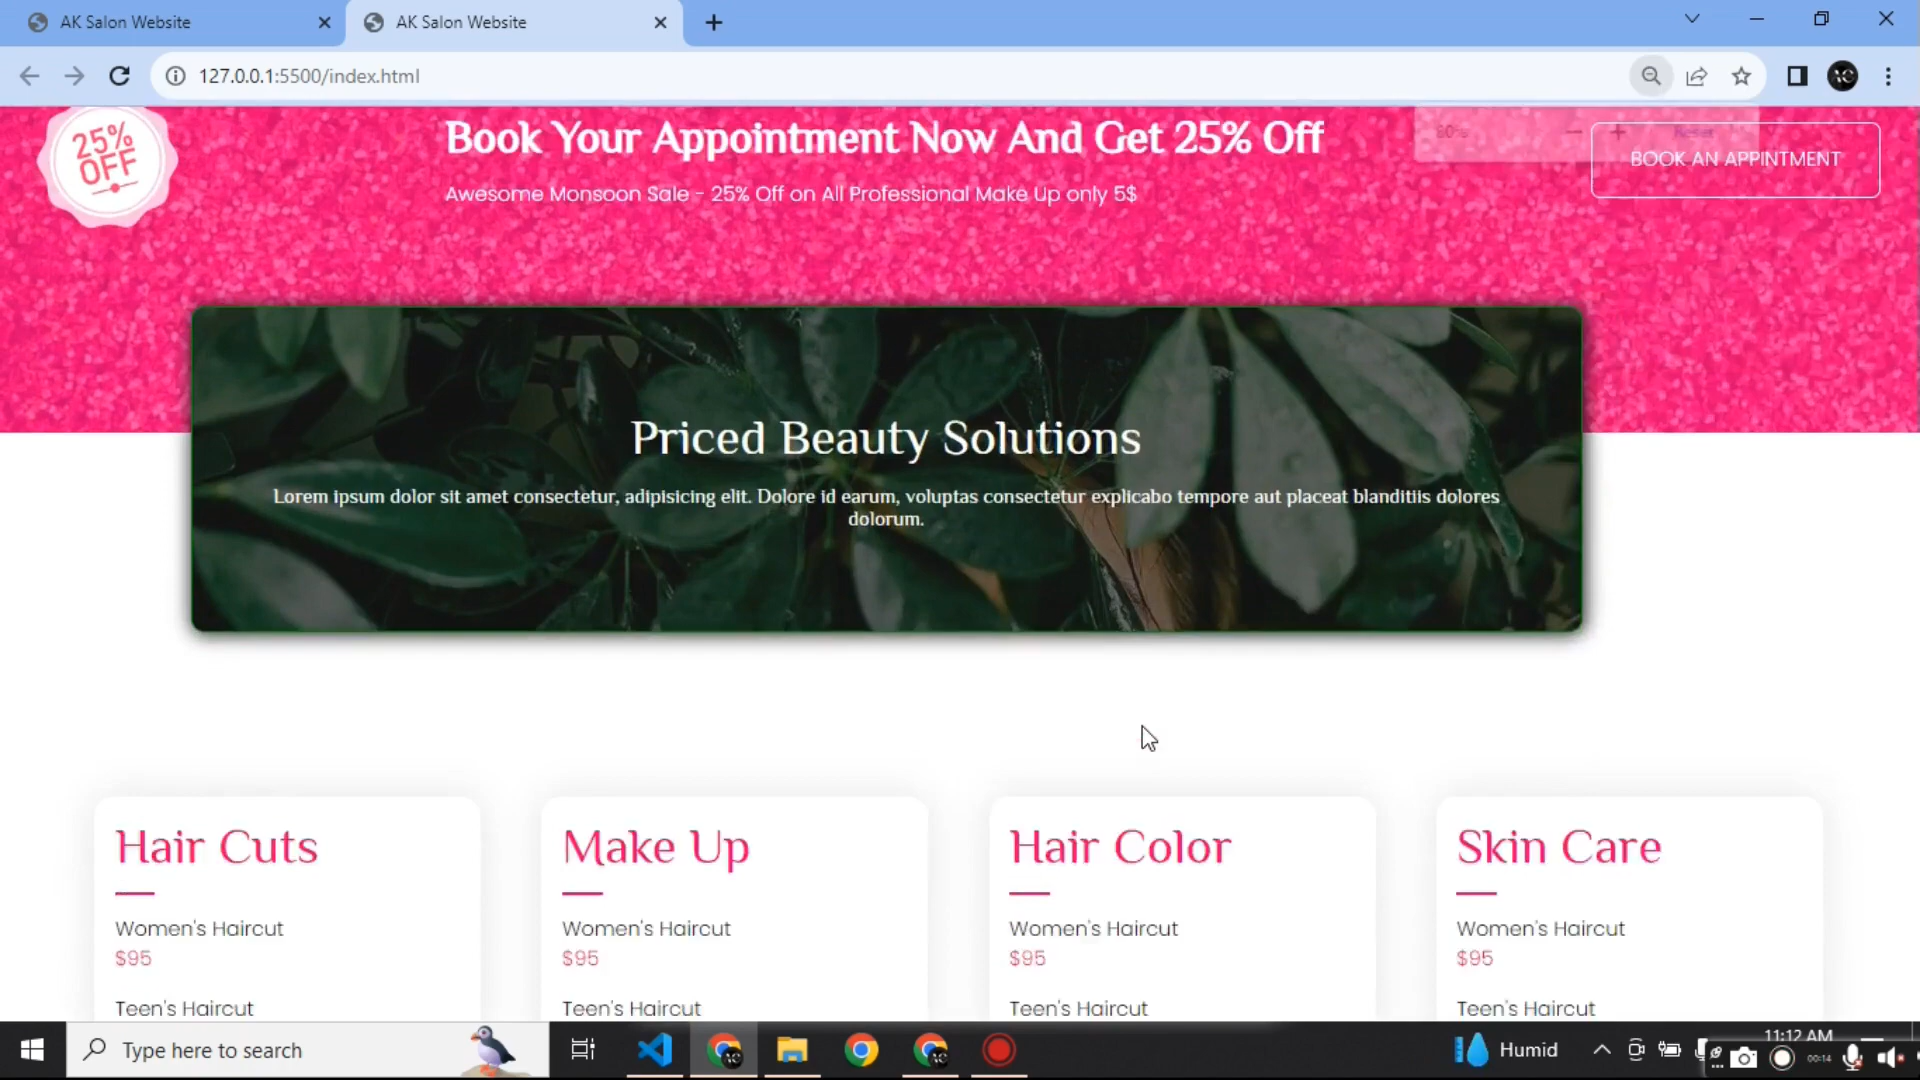 AK Salon Website
AK Salon Website
127.0.0.1:5500/index.html
80%
Reset
25%
OFF
Book Your Appointment Now And Get 25% Off
Awesome Monsoon Sale - 25% Off on All Professional Make Up only 5$
BOOK AN APPINTMENT
Priced Beauty Solutions
Lorem ipsum dolor sit amet consectetur, adipisicing elit. Dolore id earum, voluptas consectetur explicabo tempore aut placeat blanditiis dolores
dolorum.
Hair Cuts
Women's Haircut
$95
Teen's Haircut
Make Up
Women's Haircut
$95
Teen's Haircut
Hair Color
Women's Haircut
$95
Teen's Haircut
Skin Care
Women's Haircut
$95
Teen's Haircut
Type here to search
Humid
11:12 AM
00:14